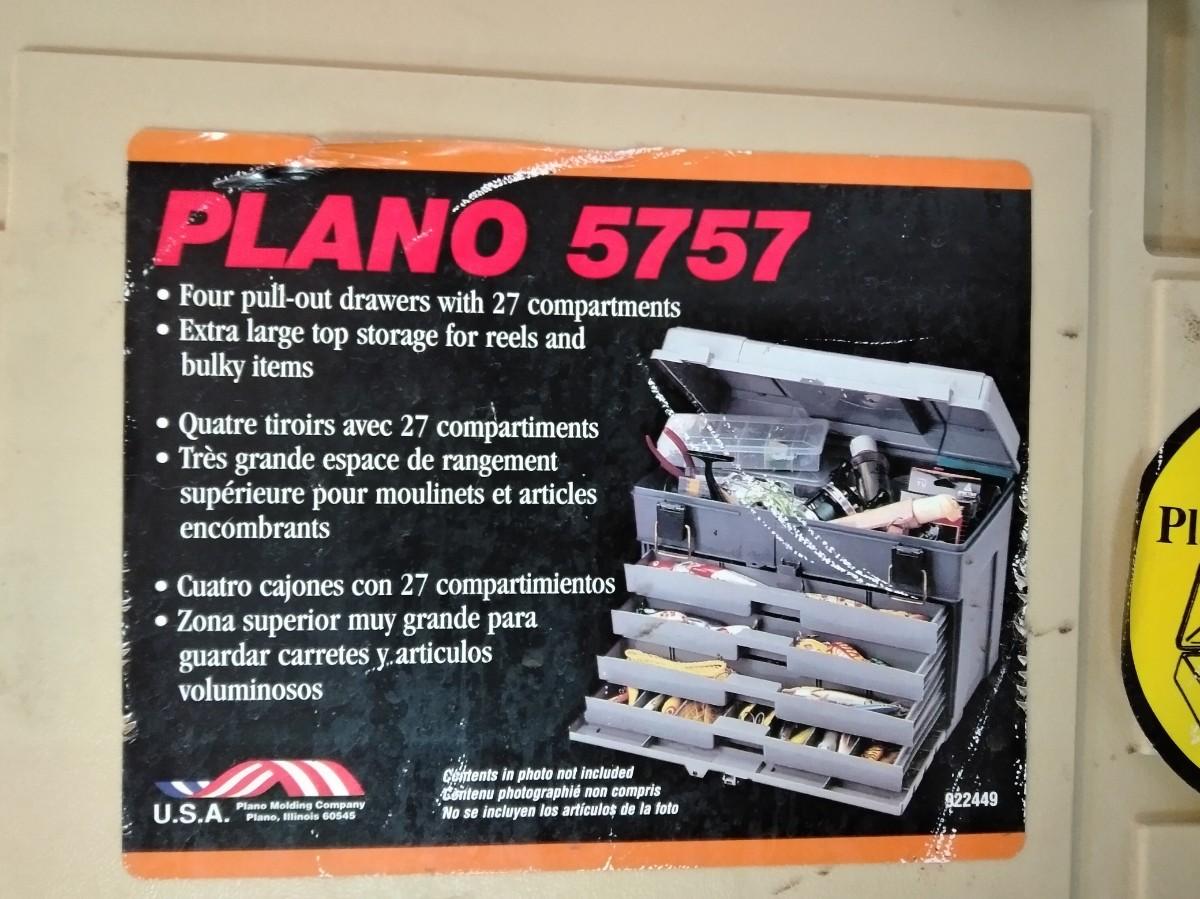 PLANO 5757
• Four pull-out drawers with 27 compartments
• Extra large top storage for reels and
bulky items
• Quatre tiroirs avec 27 compartiments
• Très grande espace de rangement
supérieure pour moulinets et articles
encombrants
• Cuatro cajones con 27 compartimientos
• Zona superior muy grande para
guardar carretes y articulos
voluminosos
U.S.A.
Plano Molding Company
Plano, Illinois 60545
Contents in photo not included
Contenu photographié non compris
No se incluyen los artículos de la foto
922449